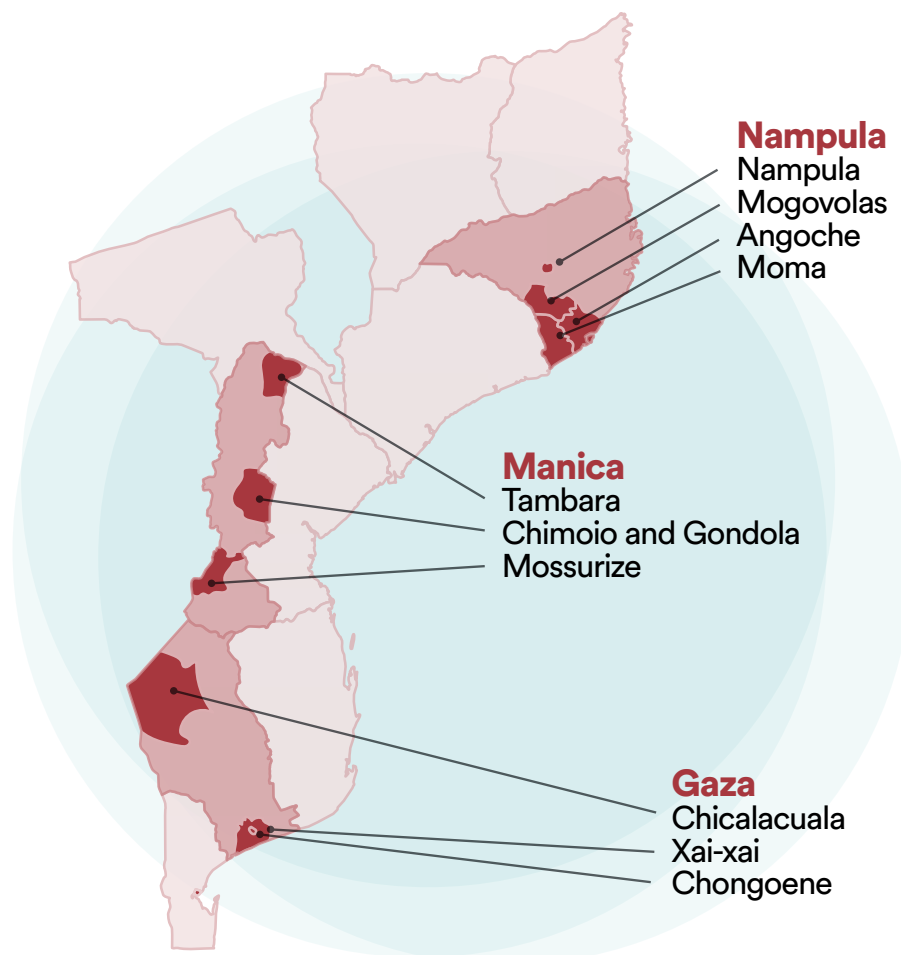 Nampula
Nampula
Mogovolas
Angoche
Moma
Manica
Tambara
Chimoio and Gondola
Mossurize
Gaza
Chicalacuala
Xai-xai
Chongoene